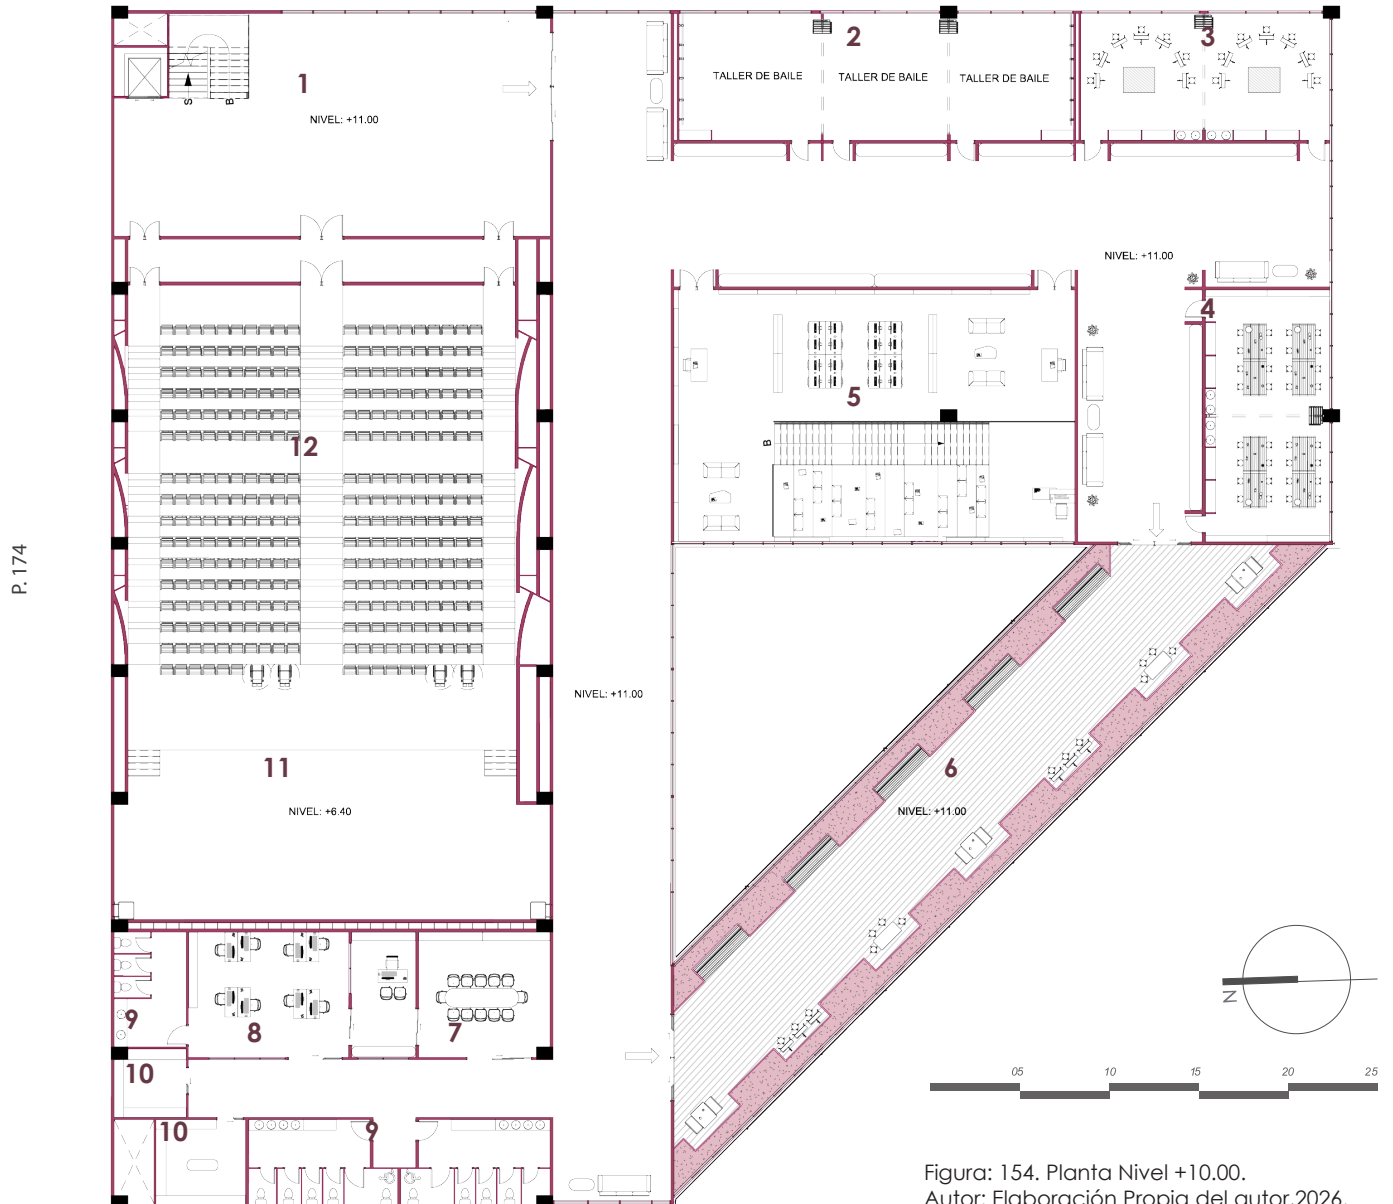 1
NIVEL: +11.00
S
B
2
TALLER DE BAILE
TALLER DE BAILE
TALLER DE BAILE
3
NIVEL: +11.00
4
5
B
12
P. 174
NIVEL: +11.00
11
NIVEL: +6.40
6
NIVEL: +11.00
9
8
7
10
10
9
N
05
10
15
20
25
Figura: 154. Planta Nivel +10.00.
Autor: Elaboración Propia del autor,2026.